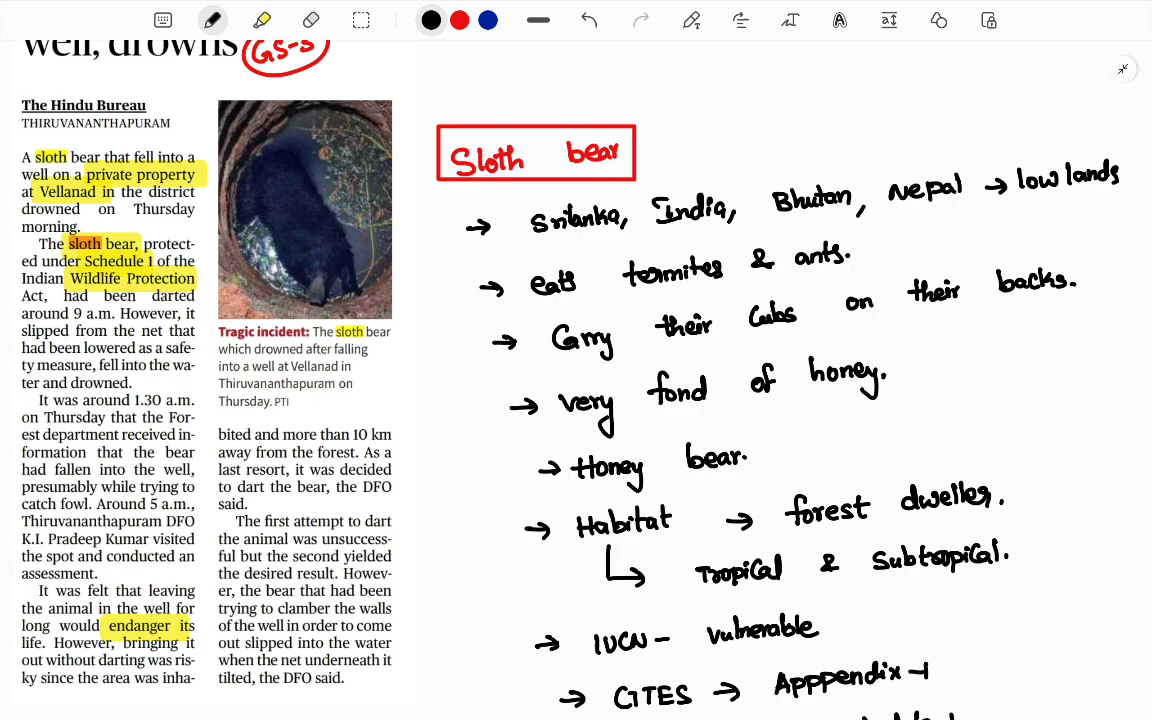 well, drowns GS-3
The Hindu Bureau
THIRUVANANTHAPURAM
A sloth bear that fell into a
well on a private property
at Vellanad in the district
drowned on Thursday
morning.
The sloth bear, protect-
ed under Schedule 1 of the
Indian Wildlife Protection
Act, had been darted
around 9 a.m. However, it
slipped from the net that
had been lowered as a safe-
ty measure, fell into the wa-
ter and drowned.
It was around 1.30 a.m.
on Thursday that the For-
est department received in-
formation that the bear
had fallen into the well,
presumably while trying to
catch fowl. Around 5 a.m.,
Thiruvananthapuram DFO
K.I. Pradeep Kumar visited
the spot and conducted an
assessment.
It was felt that leaving
the animal in the well for
long would endanger its
life. However, bringing it
out without darting was ris-
ky since the area was inha-
Tragic incident: The sloth bear
which drowned after falling
into a well at Vellanad in
Thiruvananthapuram on
Thursday. PTI
bited and more than 10 km
away from the forest. As a
last resort, it was decided
to dart the bear, the DFO
said.
The first attempt to dart
the animal was unsuccess-
ful but the second yielded
the desired result. Howev-
er, the bear that had been
trying to clamber the walls
of the well in order to come
out slipped into the water
when the net underneath it
tilted, the DFO said.
Sloth bear
→ Srilanka, India, Bhutan, Nepal → low lands
→ eats termites & ants.
→ Carry their Cubs on their backs.
→ very fond of honey.
→ Honey bear.
→ Habitat → forest dweller.
Tropical & Subtropical.
→ IUCN - vulnerable
→ CITES → Apppendix-I